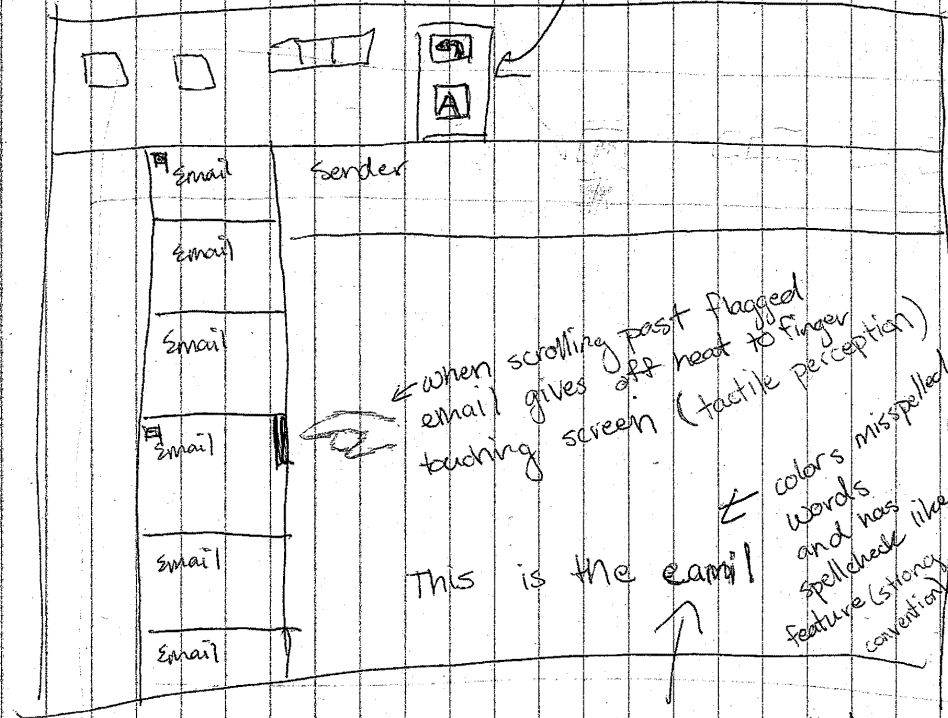 A
Email
Sender
Email
Email
Email
Email
Email
when scrolling past flagged
email gives off heat to finger
touching screen (tactile perception)
colors misspelled
words
and has
spellcheck like
feature (strong
convention)
This is the eamil